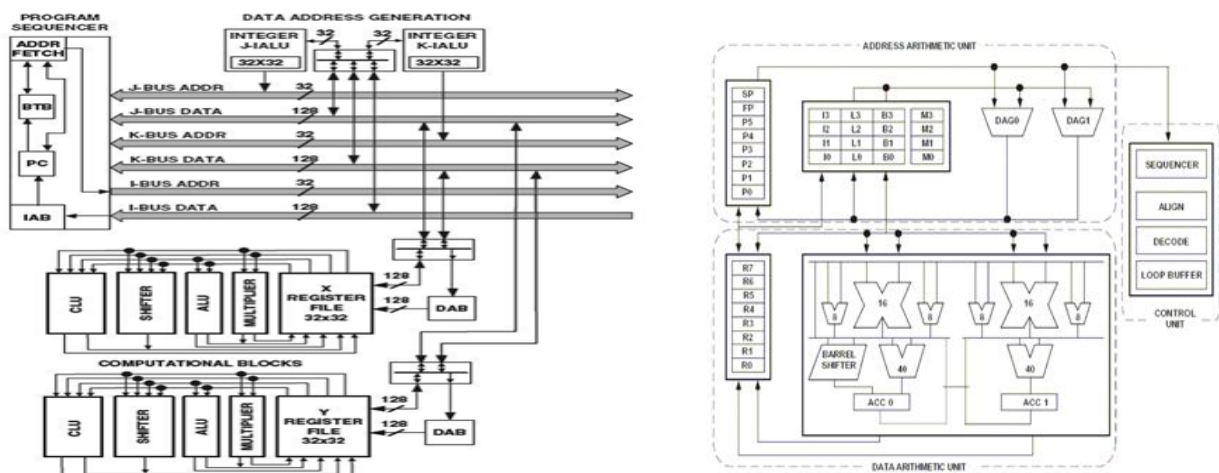 PROGRAM SEQUENCER
DATA ADDRESS GENERATION
ADDR FETCH
BTB
PC
IAB
INTEGER J-IALU
32X32
32
32
INTEGER K-IALU
32X32
J-BUS ADDR 32
J-BUS DATA 128
K-BUS ADDR 32
K-BUS DATA 128
I-BUS ADDR 32
I-BUS DATA 128
CLU
SHIFTER
ALU
MULTIPLIER
X
REGISTER
FILE
32x32
128
128
DAB
COMPUTATIONAL BLOCKS
CLU
SHIFTER
ALU
MULTIPLIER
Y
REGISTER
FILE
32x32
128
128
DAB
ADDRESS ARITHMETIC UNIT
SP
FP
P5
P4
P3
P2
P1
P0
I3 L3 B3 M3
I2 L2 B2 M2
I1 L1 B1 M1
I0 L0 B0 M0
DAG0
DAG1
SEQUENCER
ALIGN
DECODE
LOOP BUFFER
CONTROL
UNIT
R7
R6
R5
R4
R3
R2
R1
R0
8
16
8
8
16
8
BARREL
SHIFTER
40
40
ACC 0
ACC 1
DATA ARITHMETIC UNIT